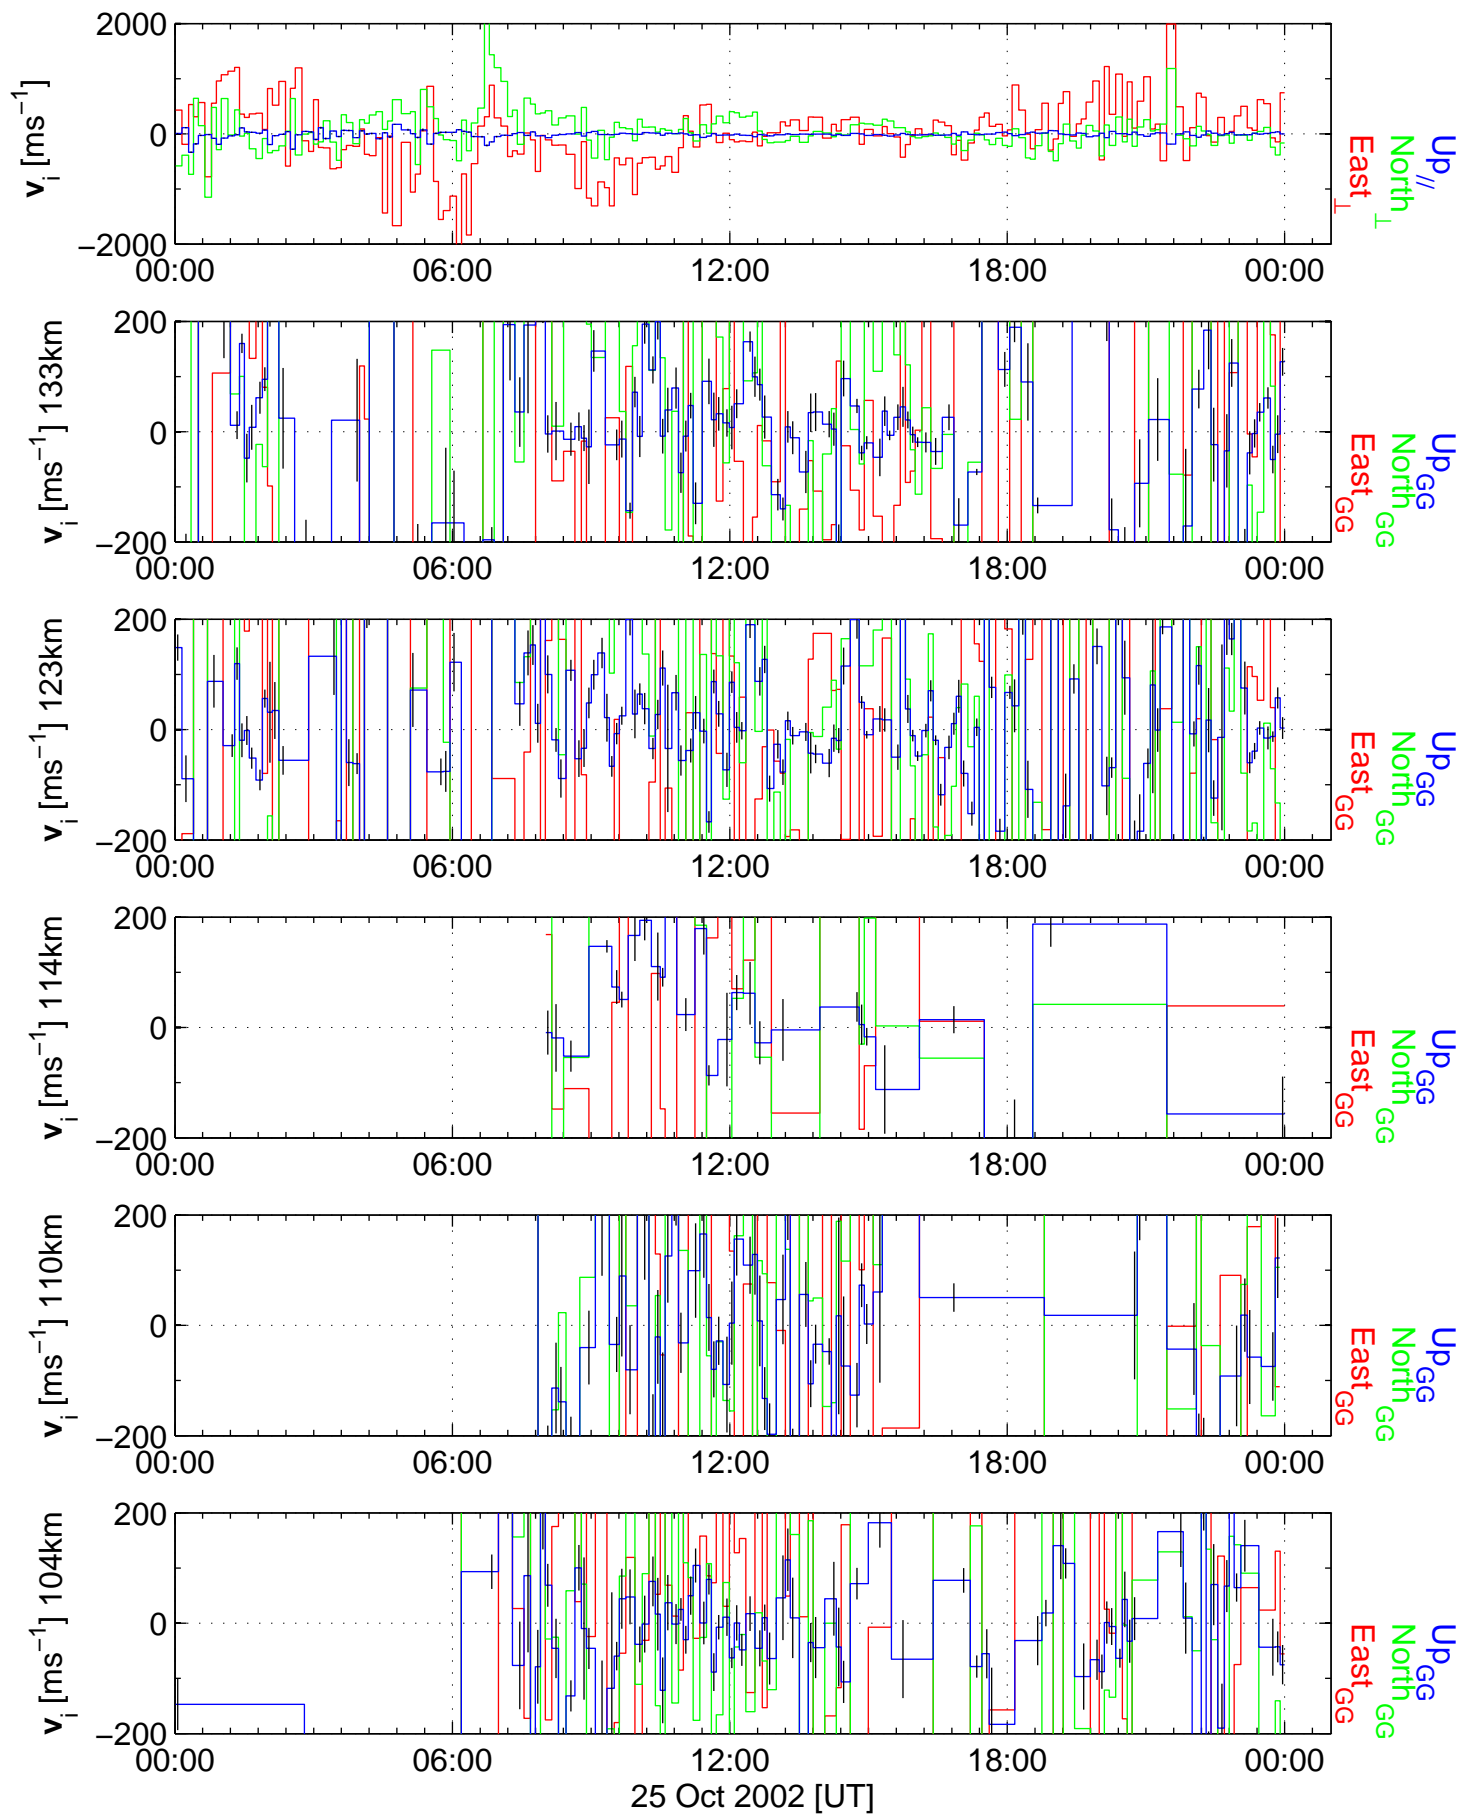 2000
0
−2000
v_i [ms⁻¹]
00:00 06:00 12:00 18:00 00:00
East_⊥
North_⊥
Up_//
200
0
−200
v_i [ms⁻¹] 133km
00:00 06:00 12:00 18:00 00:00
East_GG
North_GG
Up_GG
200
0
−200
v_i [ms⁻¹] 123km
00:00 06:00 12:00 18:00 00:00
East_GG
North_GG
Up_GG
200
0
−200
v_i [ms⁻¹] 114km
00:00 06:00 12:00 18:00 00:00
East_GG
North_GG
Up_GG
200
0
−200
v_i [ms⁻¹] 110km
00:00 06:00 12:00 18:00 00:00
East_GG
North_GG
Up_GG
200
0
−200
v_i [ms⁻¹] 104km
00:00 06:00 12:00 18:00 00:00
East_GG
North_GG
Up_GG
25 Oct 2002 [UT]